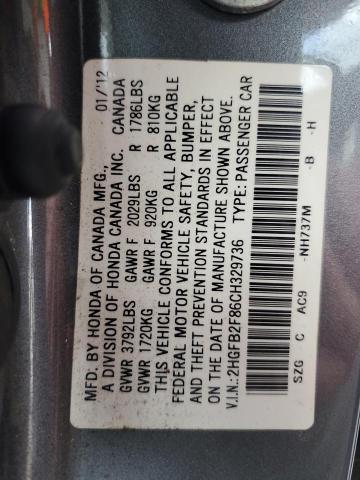 MFD. BY HONDA OF CANADA MFG., 01/'12
A DIVISION OF HONDA CANADA INC. CANADA
GVWR 3792LBS GAWR F 2029LBS R 1786LBS
GVWR 1720KG GAWR F 920KG R 810KG
THIS VEHICLE CONFORMS TO ALL APPLICABLE
FEDERAL MOTOR VEHICLE SAFETY, BUMPER,
AND THEFT PREVENTION STANDARDS IN EFFECT
ON THE DATE OF MANUFACTURE SHOWN ABOVE.
V.I.N.: 2HGFB2F86CH329736 TYPE: PASSENGER CAR
SZG C AC9 -NH737M -B -H